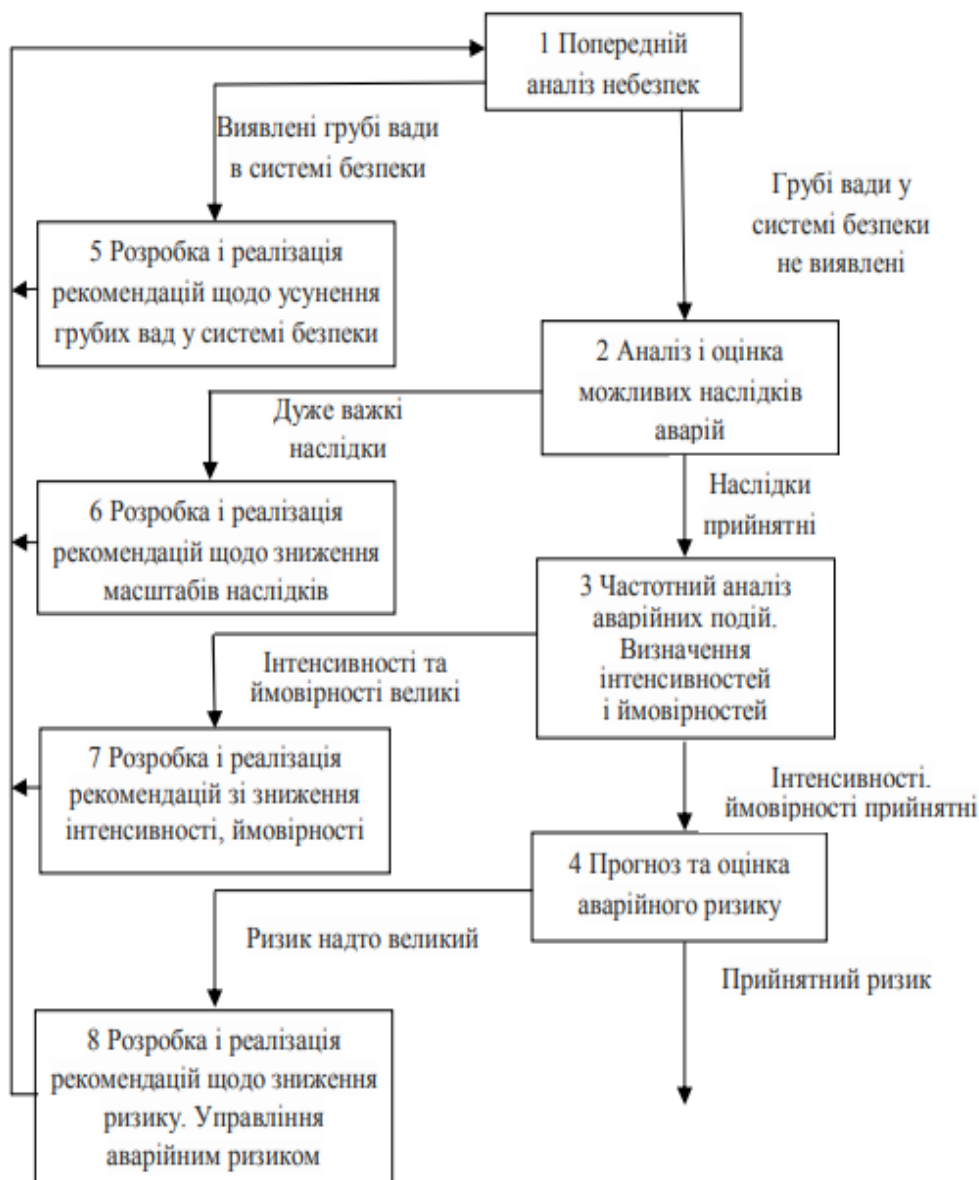 1 Попередній
аналіз небезпек
Виявлені грубі вади
в системі безпеки
Грубі вади у
системі безпеки
не виявлені
5 Розробка і реалізація
рекомендацій щодо усунення
грубих вад у системі безпеки
2 Аналіз і оцінка
можливих наслідків
аварій
Дуже важкі
наслідки
Наслідки
прийнятні
6 Розробка і реалізація
рекомендацій щодо зниження
масштабів наслідків
3 Частотний аналіз
аварійних подій.
Визначення
інтенсивностей
і ймовірностей
Інтенсивності та
ймовірності великі
7 Розробка і реалізація
рекомендацій зі зниження
інтенсивності, ймовірності
Інтенсивності.
ймовірності прийнятні
4 Прогноз та оцінка
аварійного ризику
Ризик надто великий
Прийнятний ризик
8 Розробка і реалізація
рекомендацій щодо зниження
ризику. Управління
аварійним ризиком